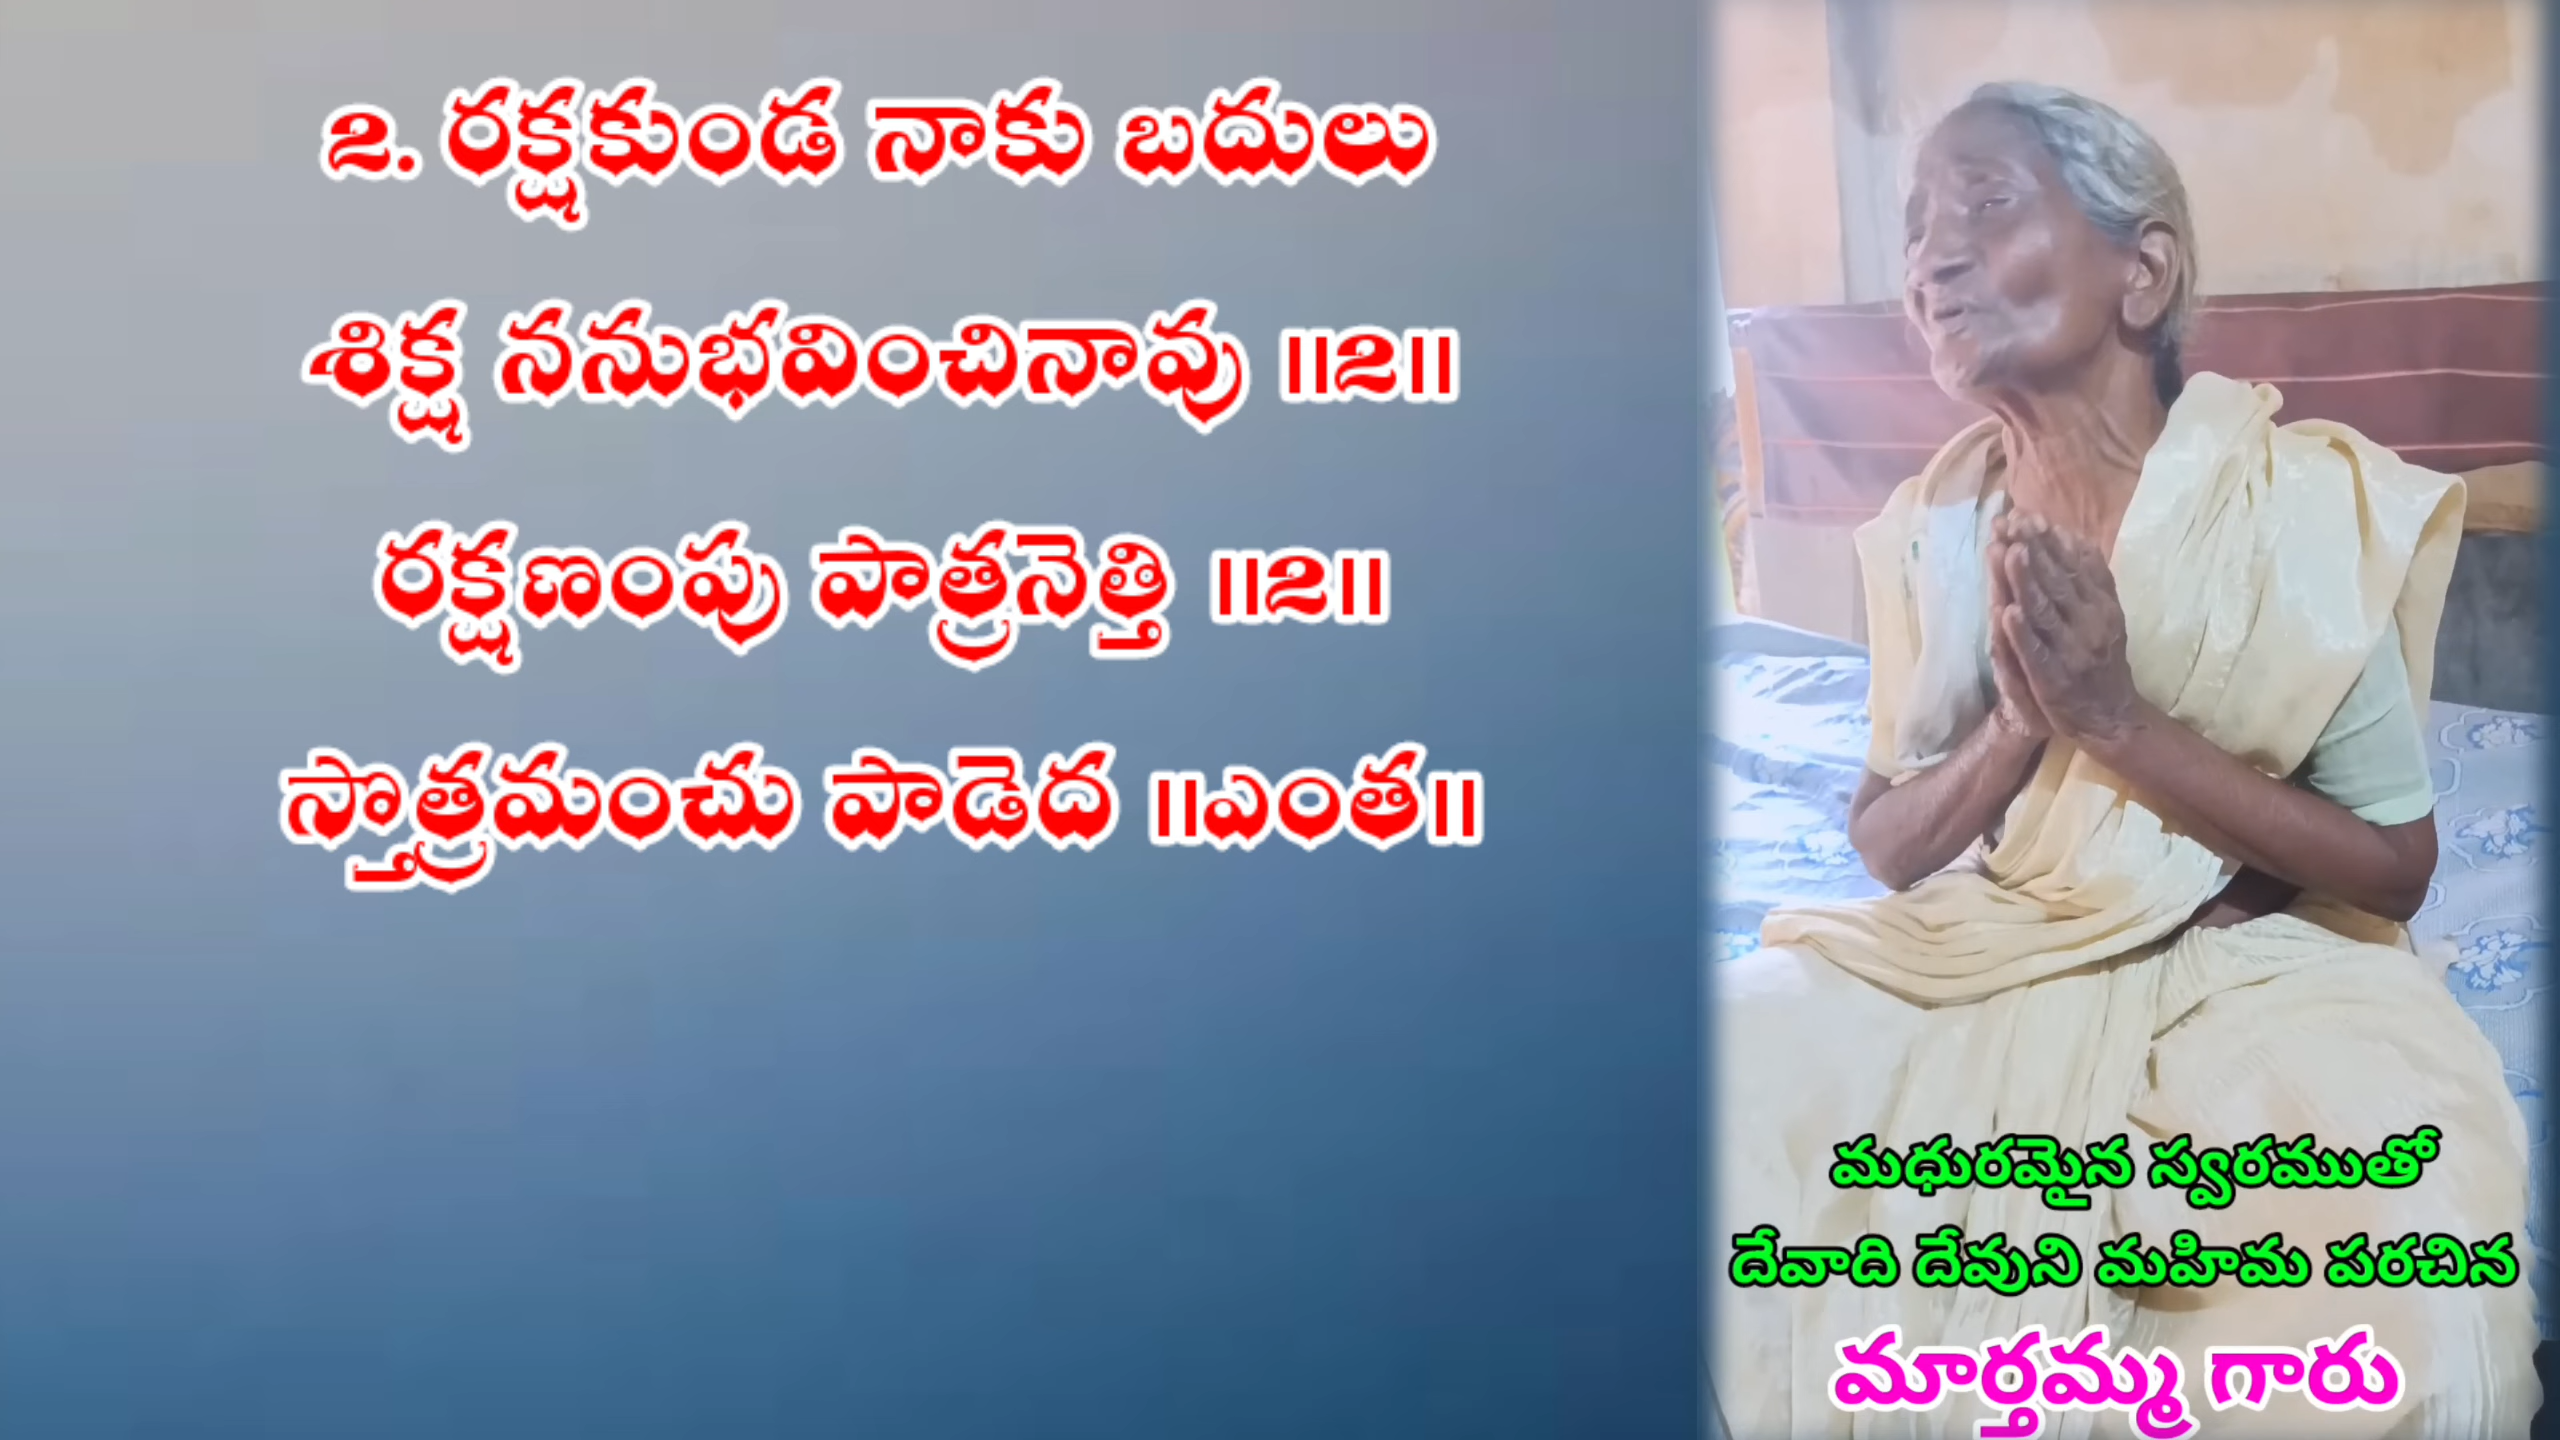 ౨. రక్షకుండ నాకు బదులు
శిక్ష ననుభవించినావు ||౨||
రక్షణంపు పాత్రనెత్తి ||౨||
స్తొత్రమంచు పాడెద ||ఎంత||
మధురమైన స్వరముతో
దేవాది దేవుని మహిమ పరచిన
మార్తమ్మ గారు